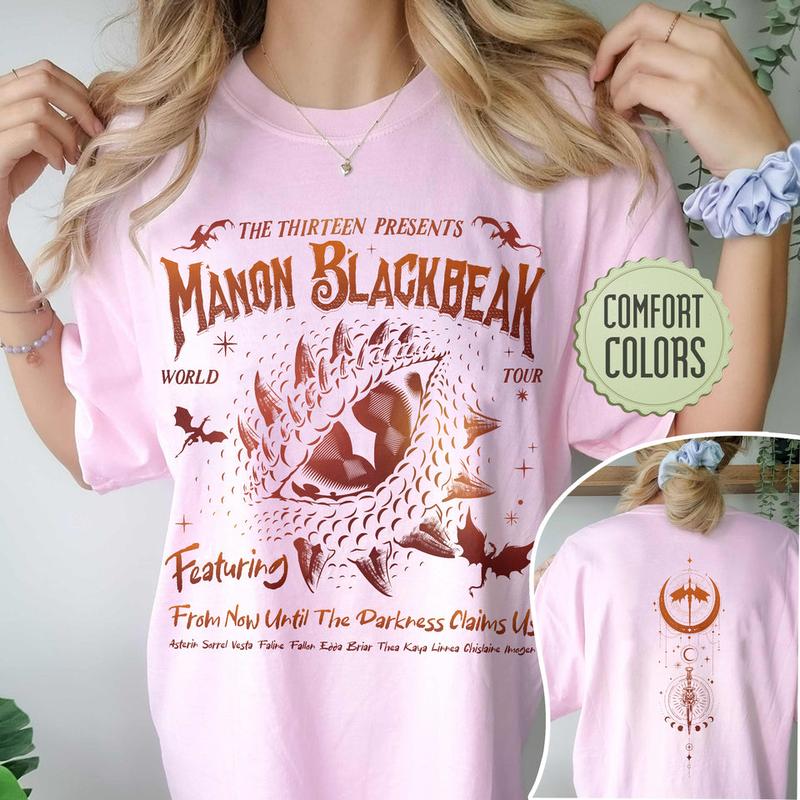 THE THIRTEEN PRESENTS
MANON BLACKBEAK
WORLD TOUR
COMFORT
COLORS
Featuring
From Now Until The Darkness Claims Us
Asterin Sorrel Vesta Faline Fallon Edda Briar Thea Kaya Linnea Ghislaine Imogen